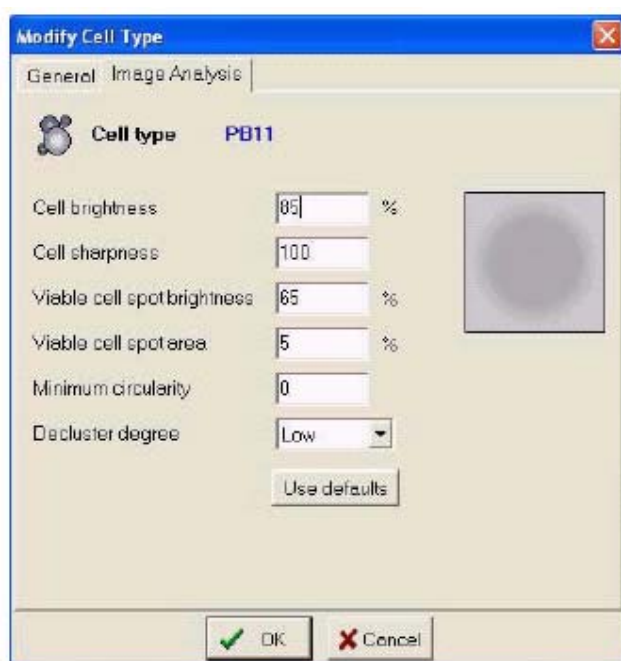 Modify Cell Type
General Image Analysis
Cell type PB11
Cell brightness 85 %
Cell sharpness 100
Viable cell spot brightness 65 %
Viable cell spot area 5 %
Minimum circularity 0
Decluster degree Low
Use defaults
OK Cancel